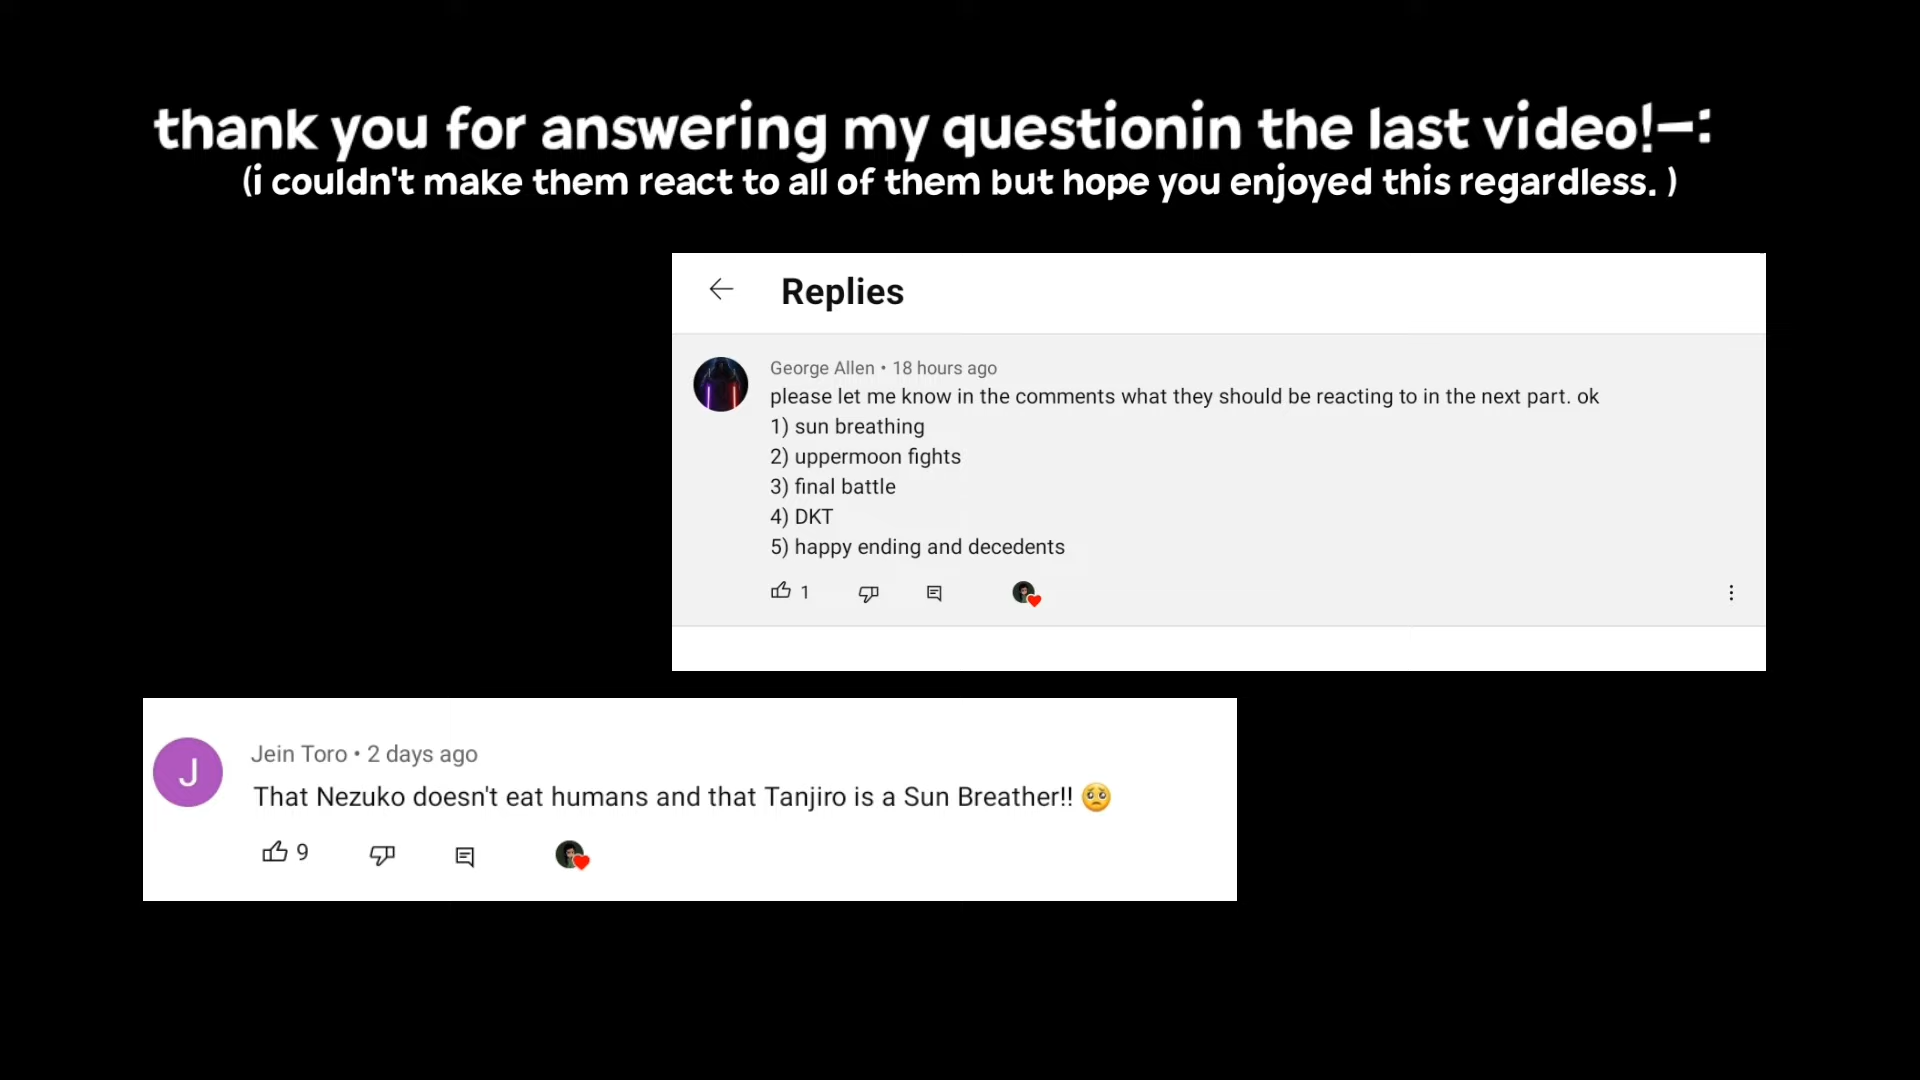 thank you for answering my questionin the last video!—:
(i couldn't make them react to all of them but hope you enjoyed this regardless. )
Replies
George Allen • 18 hours ago
please let me know in the comments what they should be reacting to in the next part. ok
1) sun breathing
2) uppermoon fights
3) final battle
4) DKT
5) happy ending and decedents
1
J
Jein Toro • 2 days ago
That Nezuko doesn't eat humans and that Tanjiro is a Sun Breather!! 🥺
9